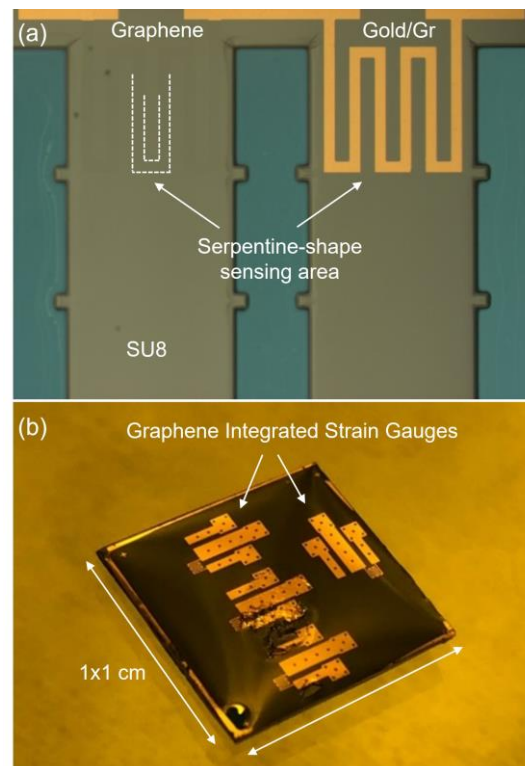 (a)
Graphene
Gold/Gr
Serpentine-shape
sensing area
SU8
(b)
Graphene Integrated Strain Gauges
1x1 cm